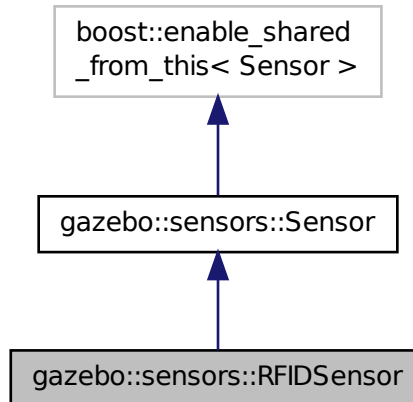 boost::enable_shared
_from_this< Sensor >
gazebo::sensors::Sensor
gazebo::sensors::RFIDSensor